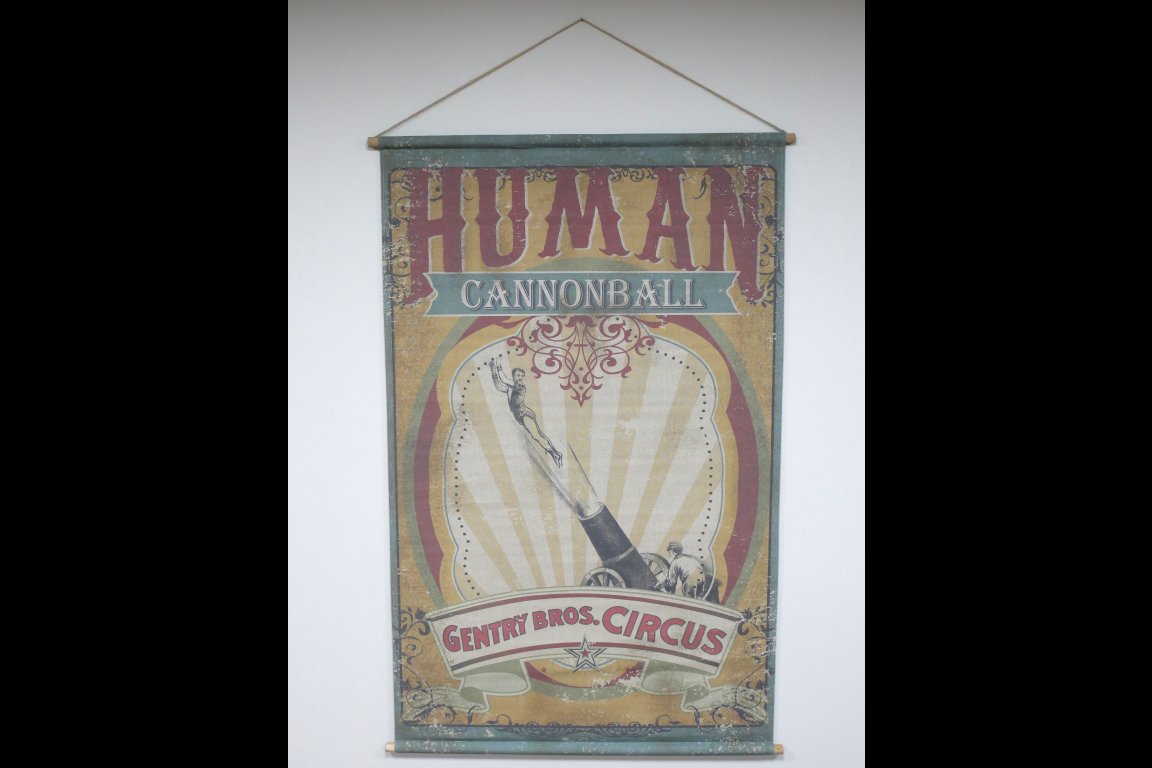 HUMAN
CANNONBALL
GENTRY BROS. CIRCUS